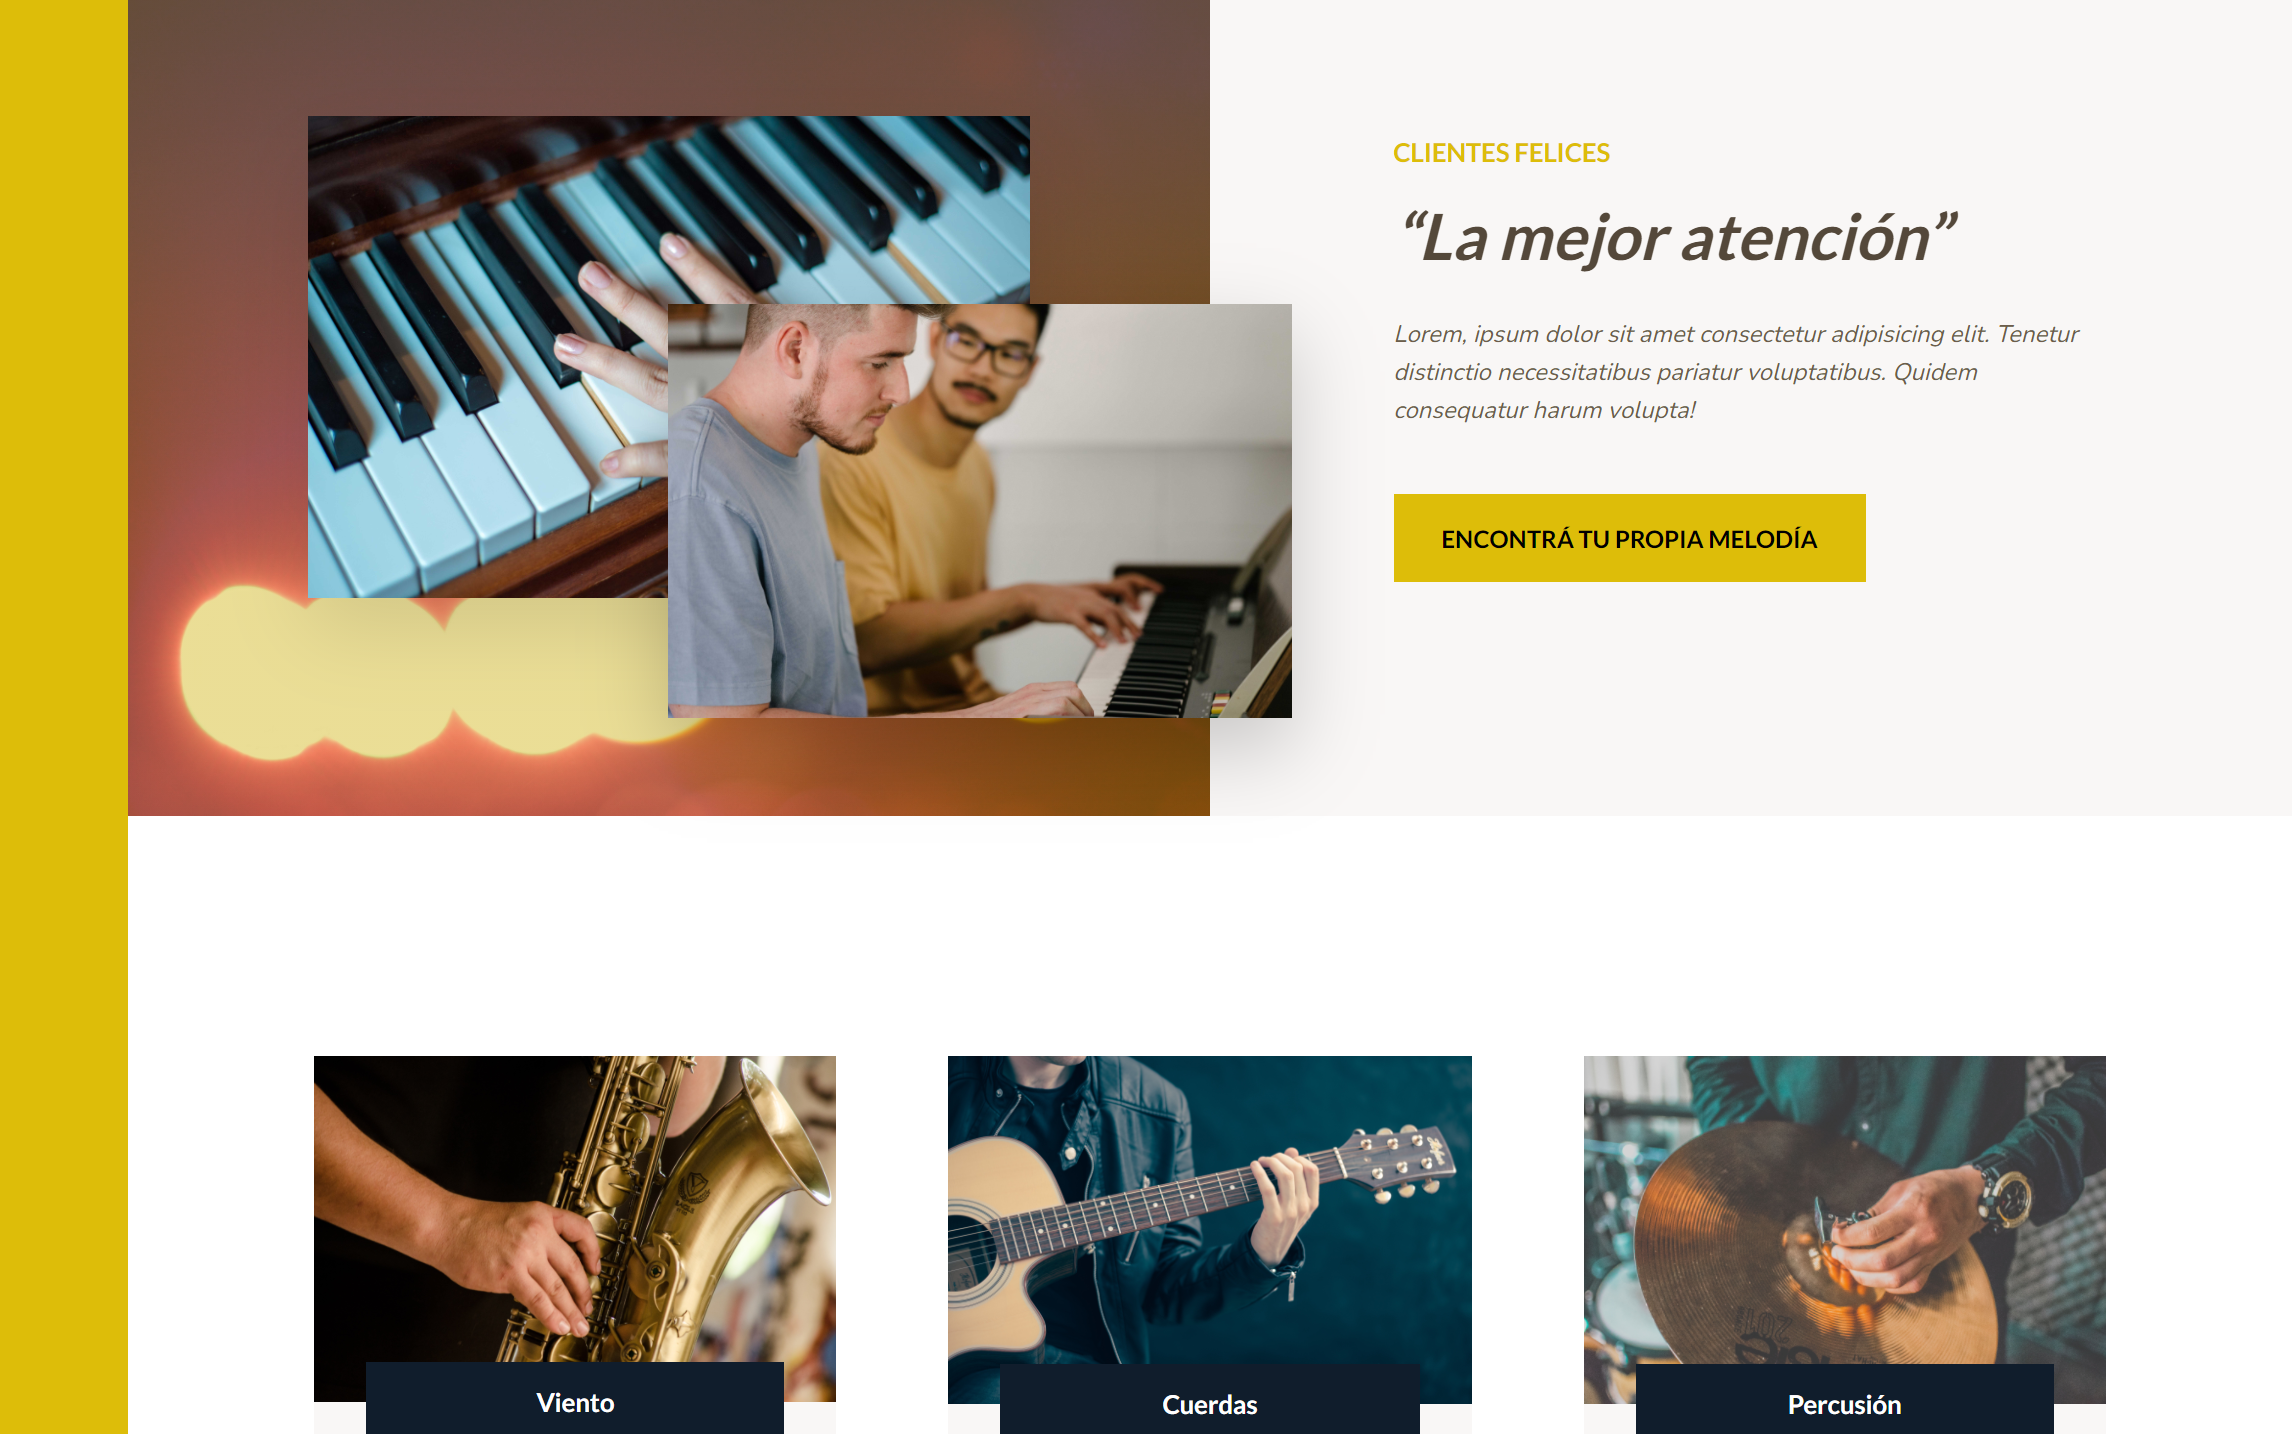 CLIENTES FELICES
“La mejor atención”
Lorem, ipsum dolor sit amet consectetur adipisicing elit. Tenetur
distinctio necessitatibus pariatur voluptatibus. Quidem
consequatur harum volupta!
ENCONTRÁ TU PROPIA MELODÍA
Viento
Cuerdas
Percusión